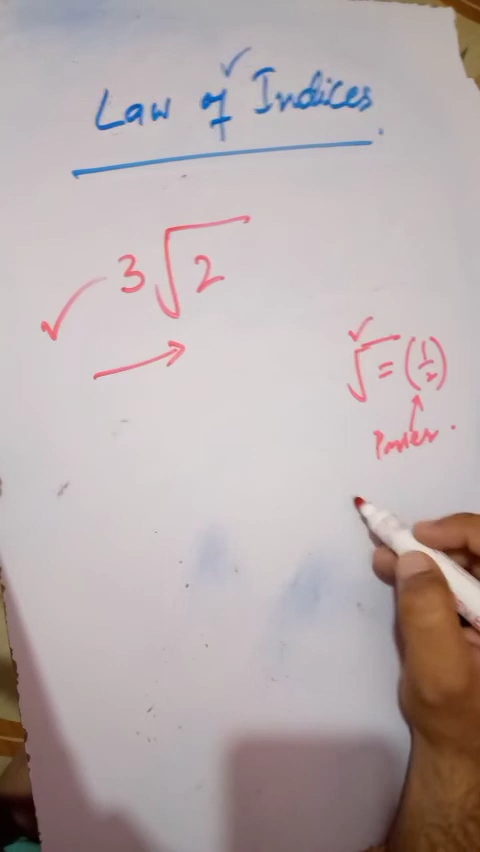 Law of Indices.
3√2
√ = (1/2)
Power.